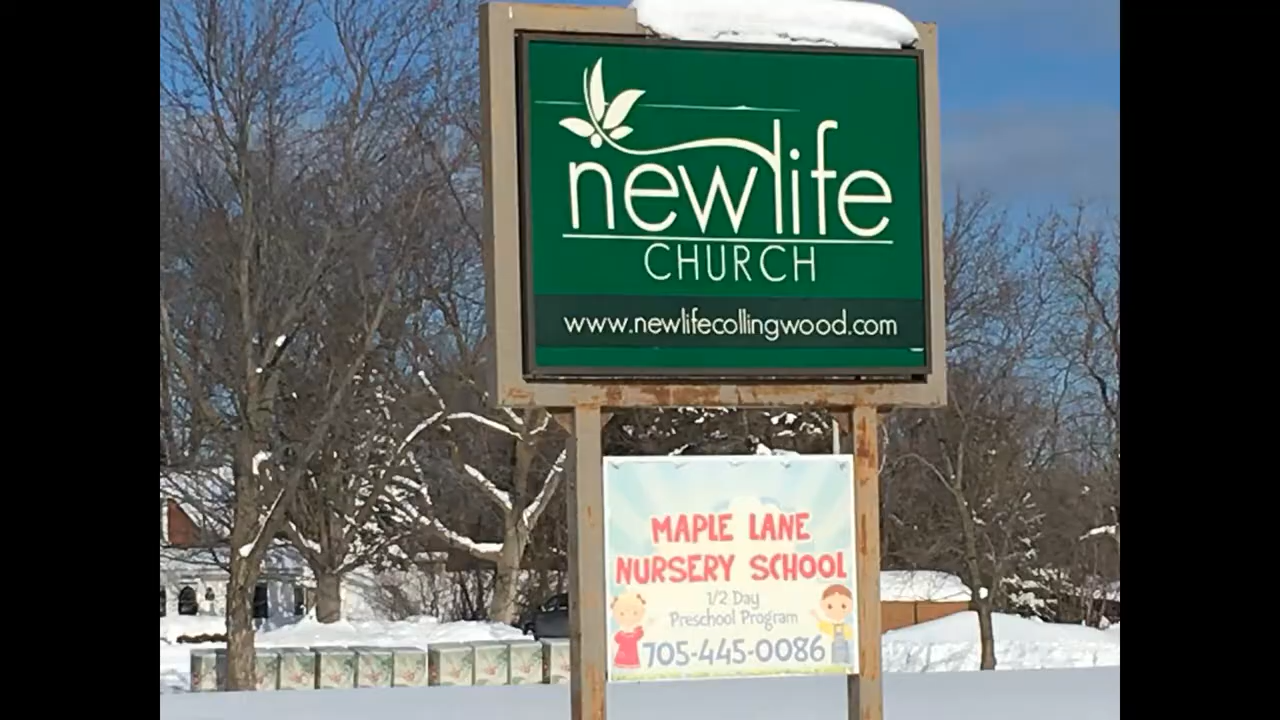 newlife
CHURCH
www.newlifecollingwood.com
MAPLE LANE
NURSERY SCHOOL
1/2 Day
Preschool Program
705-445-0086